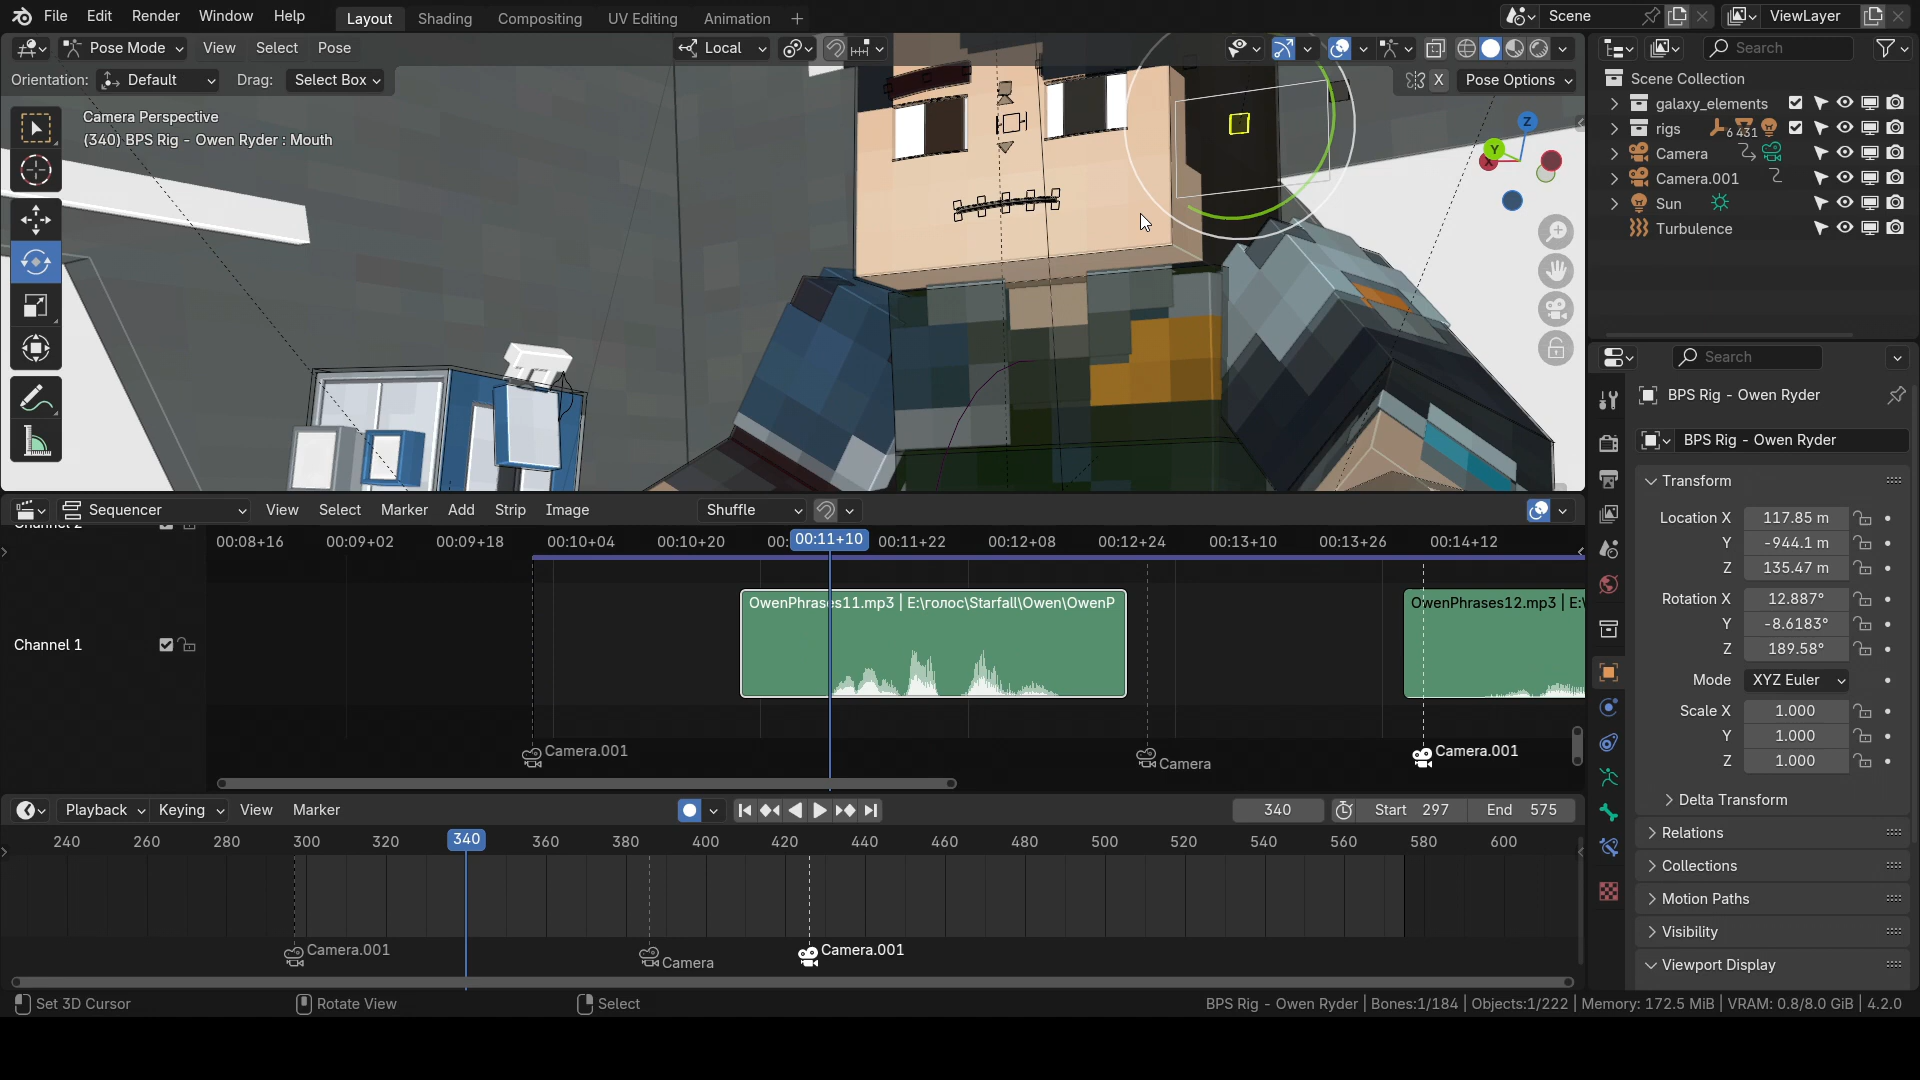 File Edit Render Window Help Layout Shading Compositing UV Editing Animation + Scene ViewLayer
Pose Mode View Select Pose Local Search
Orientation: Default Drag: Select Box X Pose Options
Camera Perspective
(340) BPS Rig - Owen Ryder : Mouth
Z
Y
X
Scene Collection
galaxy_elements
rigs 6 431
Camera
Camera.001
Sun
Turbulence
Search
BPS Rig - Owen Ryder
BPS Rig - Owen Ryder
Transform
Location X 117.85 m
Y -944.1 m
Z 135.47 m
Rotation X 12.887°
Y -8.6183°
Z 189.58°
Mode XYZ Euler
Scale X 1.000
Y 1.000
Z 1.000
Delta Transform
Relations
Collections
Motion Paths
Visibility
Viewport Display
Sequencer View Select Marker Add Strip Image Shuffle
Channel 2
00:08+16 00:09+02 00:09+18 00:10+04 00:10+20 00: 00:11+10 00:11+22 00:12+08 00:12+24 00:13+10 00:13+26 00:14+12
OwenPhrases11.mp3 | E:\голос\Starfall\Owen\OwenP OwenPhrases12.mp3 | E:\
Channel 1
Camera.001 Camera Camera.001
Playback Keying View Marker 340 Start 297 End 575
240 260 280 300 320 340 360 380 400 420 440 460 480 500 520 540 560 580 600
Camera.001 Camera Camera.001
Set 3D Cursor Rotate View Select BPS Rig - Owen Ryder | Bones:1/184 | Objects:1/222 | Memory: 172.5 MiB | VRAM: 0.8/8.0 GiB | 4.2.0